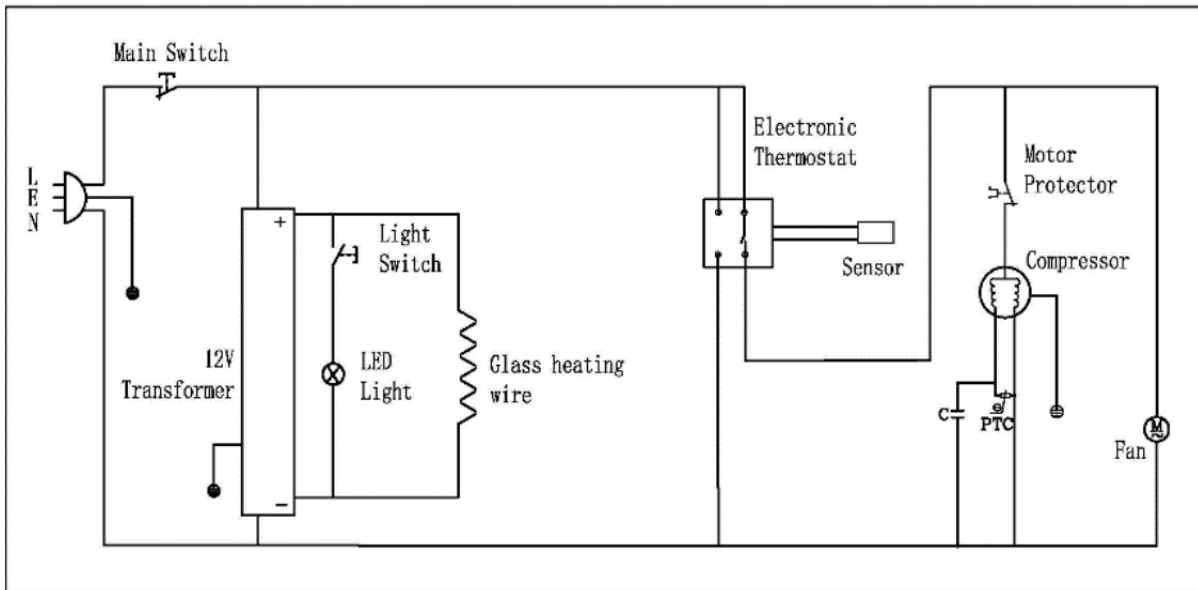 Main Switch
L
E
N
+
12V
Transformer
−
Light
Switch
LED
Light
Glass heating
wire
Electronic
Thermostat
Sensor
Motor
Protector
Compressor
C
PTC
M
~
Fan